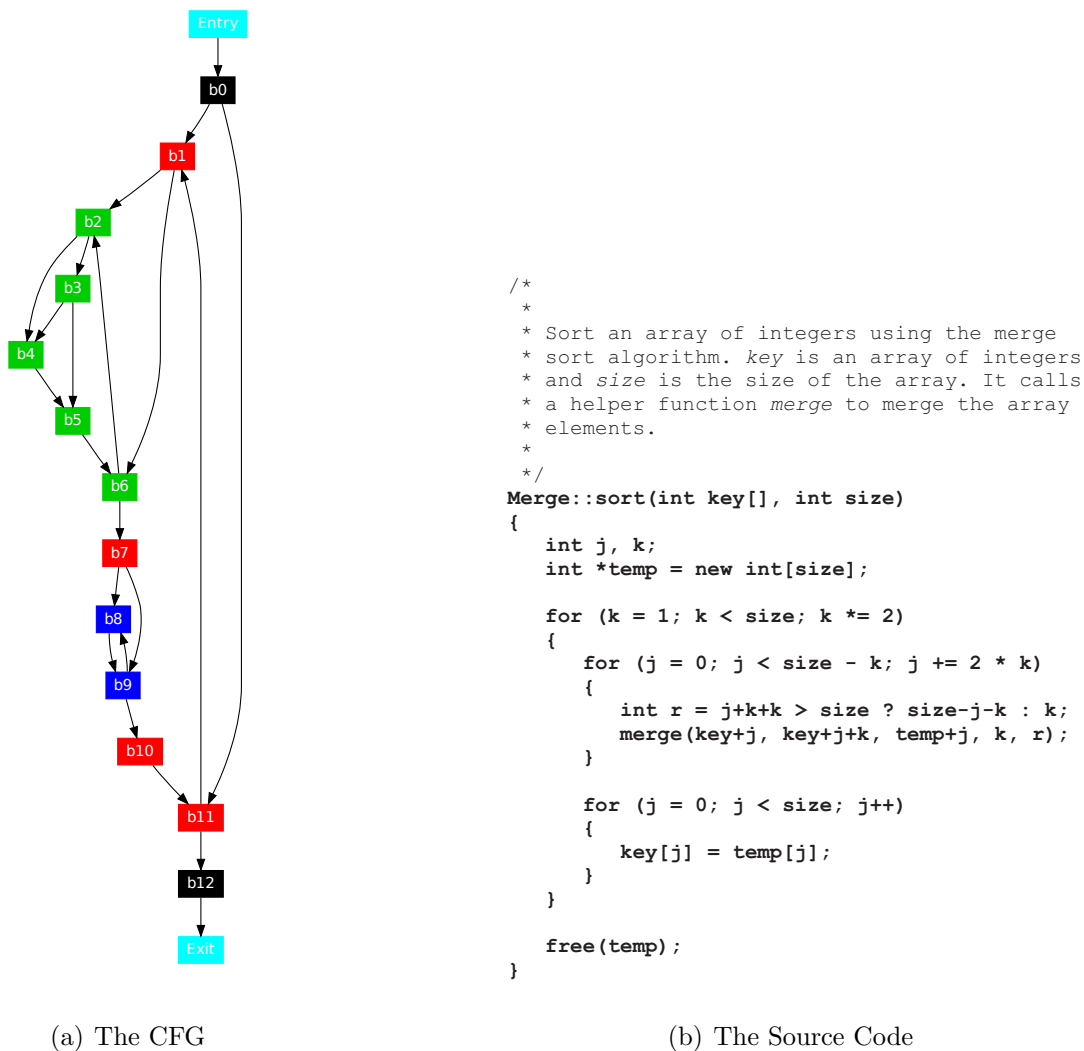 Entry
b0
b1
b2
b3
b4
b5
b6
b7
b8
b9
b10
b11
b12
Exit
(a) The CFG
/*
 *
 * Sort an array of integers using the merge
 * sort algorithm. key is an array of integers
 * and size is the size of the array. It calls
 * a helper function merge to merge the array
 * elements.
 *
 */
Merge::sort(int key[], int size)
{
   int j, k;
   int *temp = new int[size];

   for (k = 1; k < size; k *= 2)
   {
      for (j = 0; j < size - k; j += 2 * k)
      {
         int r = j+k+k > size ? size-j-k : k;
         merge(key+j, key+j+k, temp+j, k, r);
      }

      for (j = 0; j < size; j++)
      {
         key[j] = temp[j];
      }
   }

   free(temp);
}
(b) The Source Code